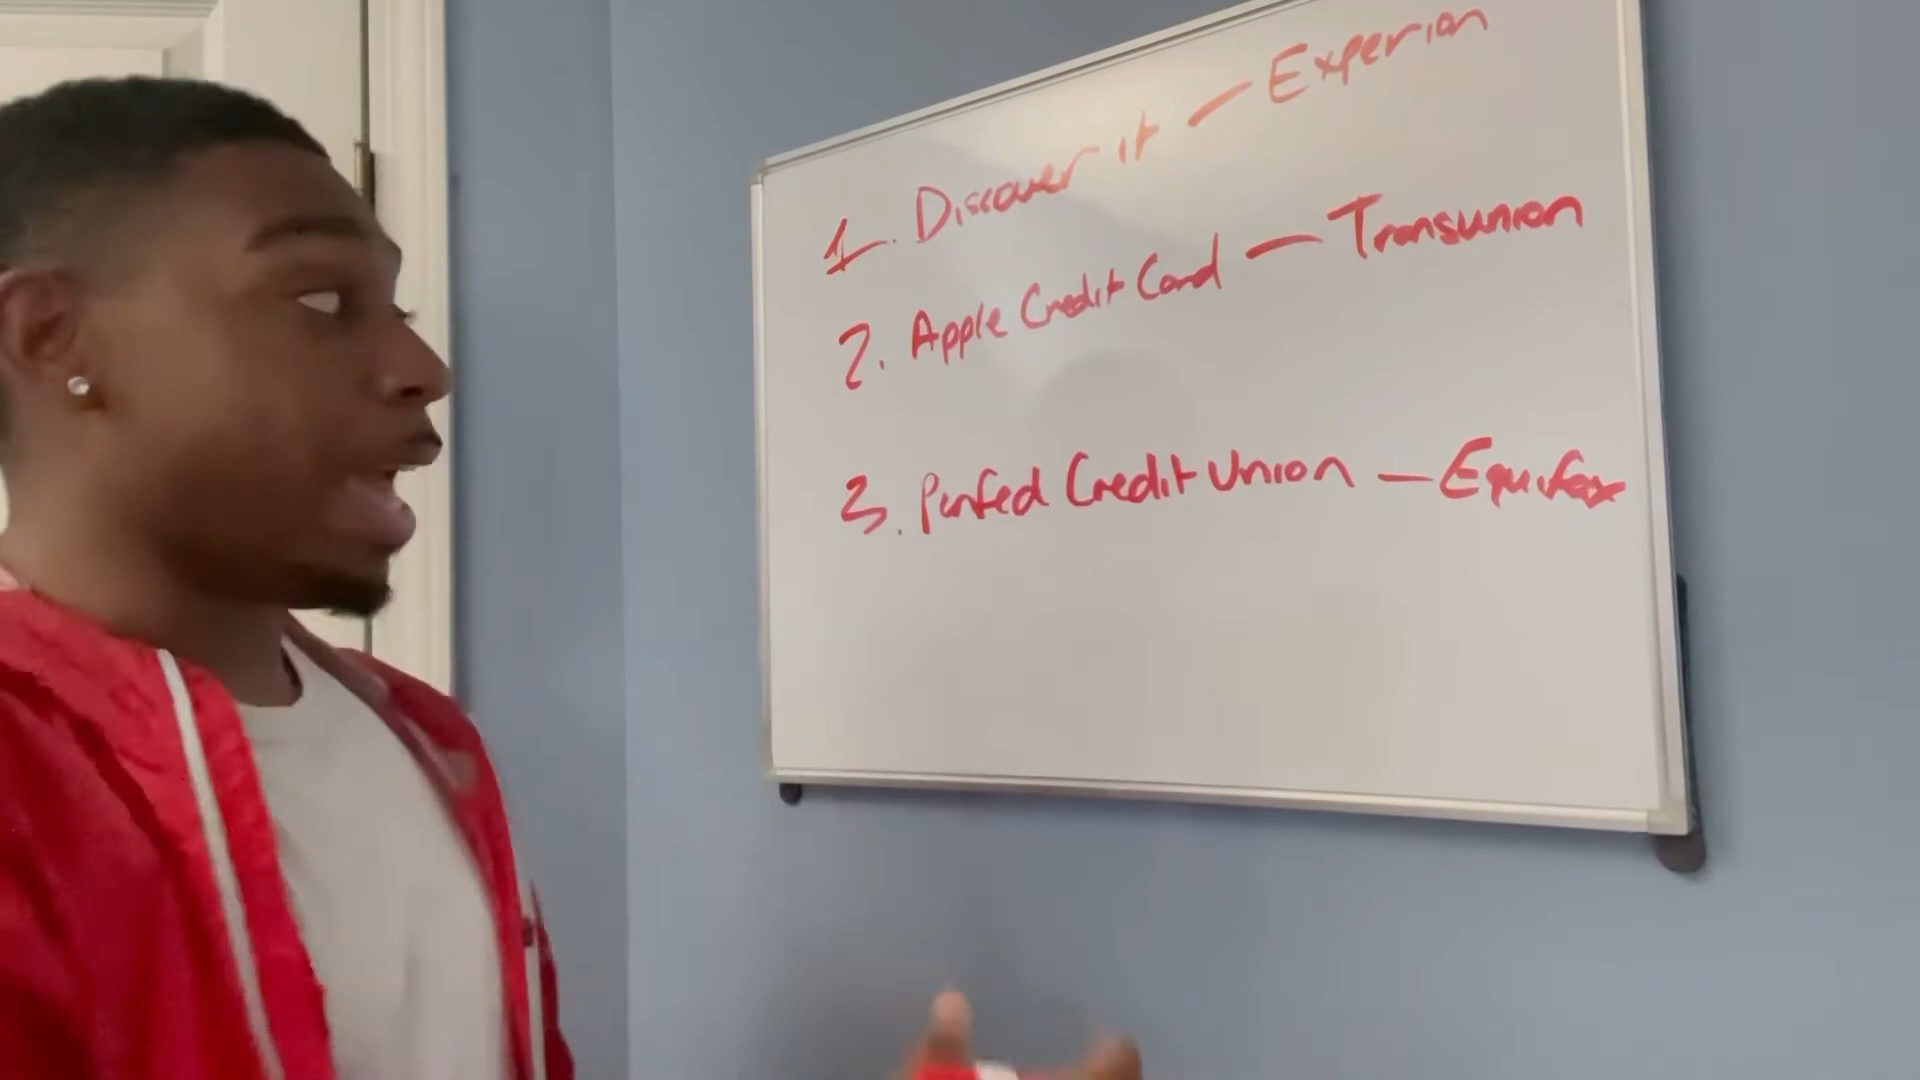 1. Discover it — Experian
2. Apple Credit Card — Transunion
3. Penfed Credit Union — Equifax